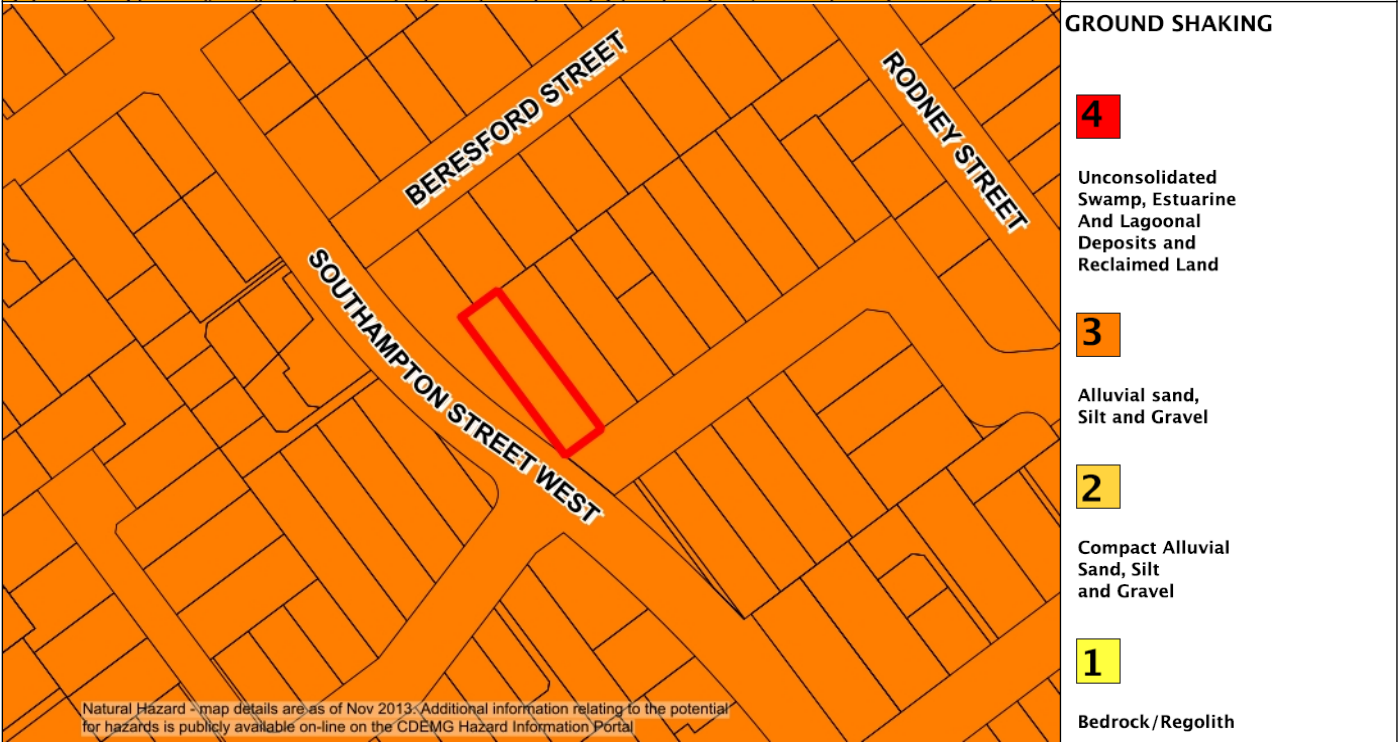 BERESFORD STREET
RODNEY STREET
SOUTHAMPTON STREET WEST
Natural Hazard - map details are as of Nov 2013. Additional information relating to the potential
for hazards is publicly available on-line on the CDEMG Hazard Information Portal
GROUND SHAKING
4
Unconsolidated
Swamp, Estuarine
And Lagoonal
Deposits and
Reclaimed Land
3
Alluvial sand,
Silt and Gravel
2
Compact Alluvial
Sand, Silt
and Gravel
1
Bedrock/Regolith